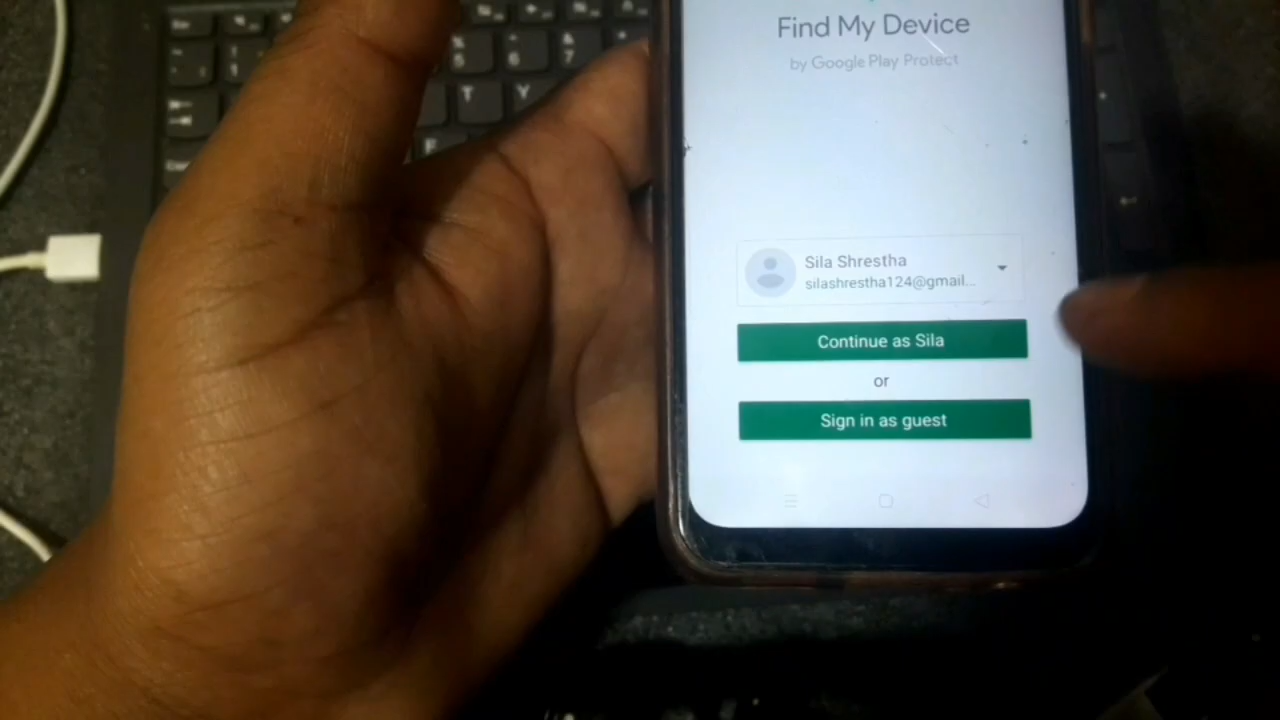 Find My Device
by Google Play Protect
Sila Shrestha
silashrestha124@gmail...
Continue as Sila
or
Sign in as guest
T
Y